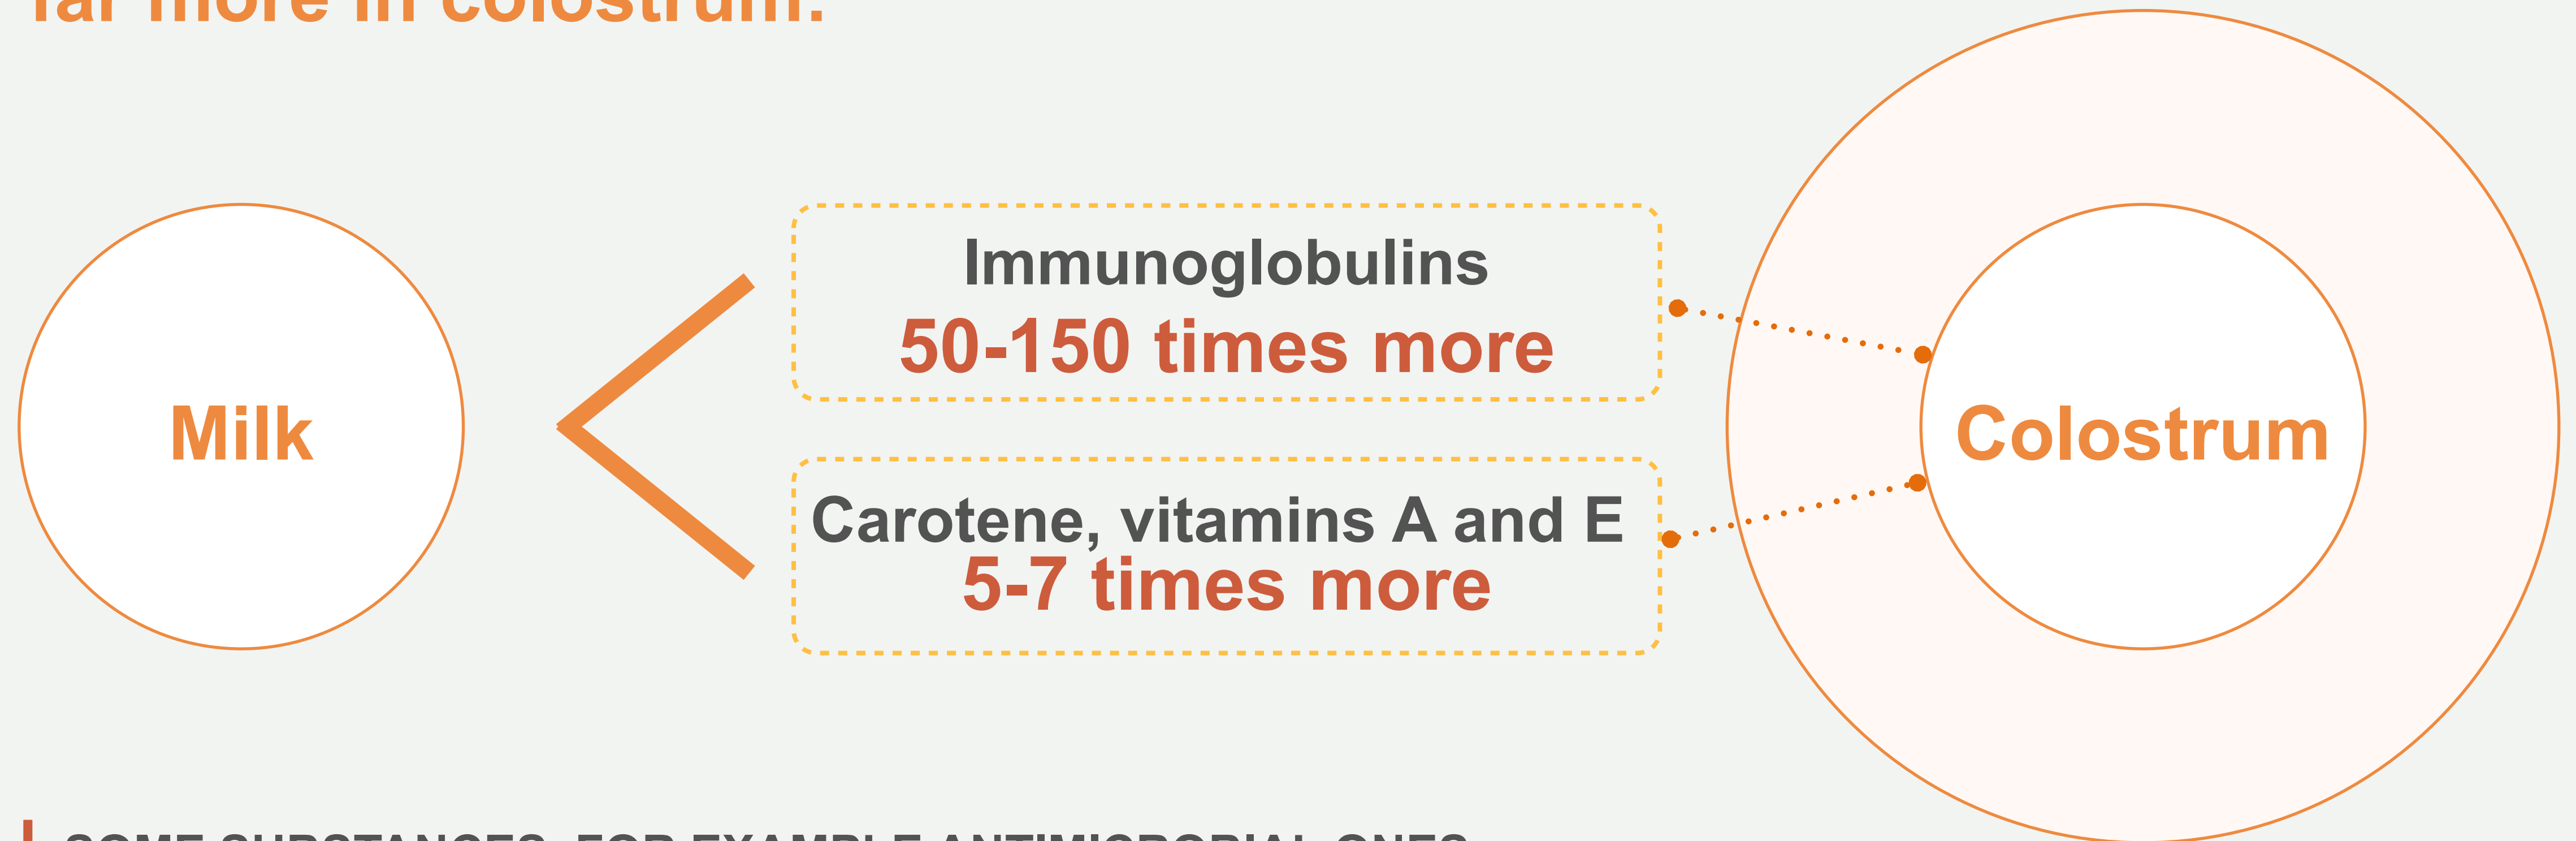 far more in colostrum:
Immunoglobulins
50-150 times more
Milk
Colostrum
Carotene, vitamins A and E
5-7 times more
SOME SUBSTANCES, FOR EXAMPLE ANTIMICROBIAL ONES